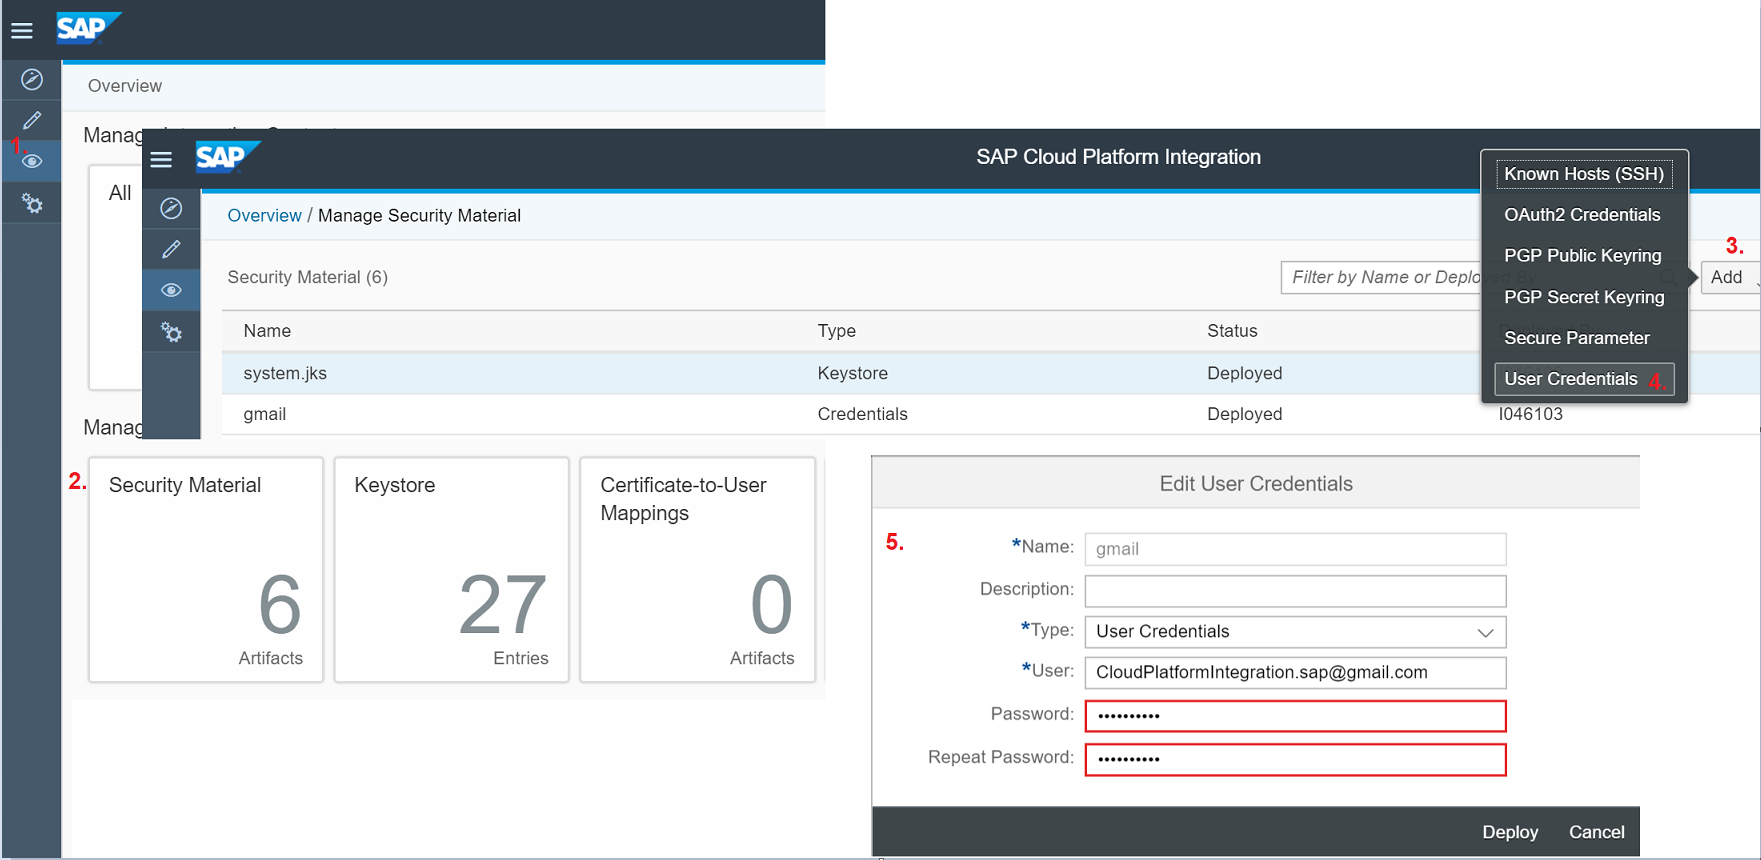 SAP
Overview
Manag
1.
All
Manag
2.
Security Material
6
Artifacts
Keystore
27
Entries
Certificate-to-User
Mappings
0
Artifacts
SAP
SAP Cloud Platform Integration
Overview / Manage Security Material
Security Material (6)
Filter by Name or Deployed By
3.
Add
Known Hosts (SSH)
OAuth2 Credentials
PGP Public Keyring
PGP Secret Keyring
Secure Parameter
User Credentials 4.
Name Type Status
system.jks Keystore Deployed
gmail Credentials Deployed I046103
Edit User Credentials
5.
*Name: gmail
Description:
*Type: User Credentials
*User: CloudPlatformIntegration.sap@gmail.com
Password: ••••••••••
Repeat Password: ••••••••••
Deploy Cancel